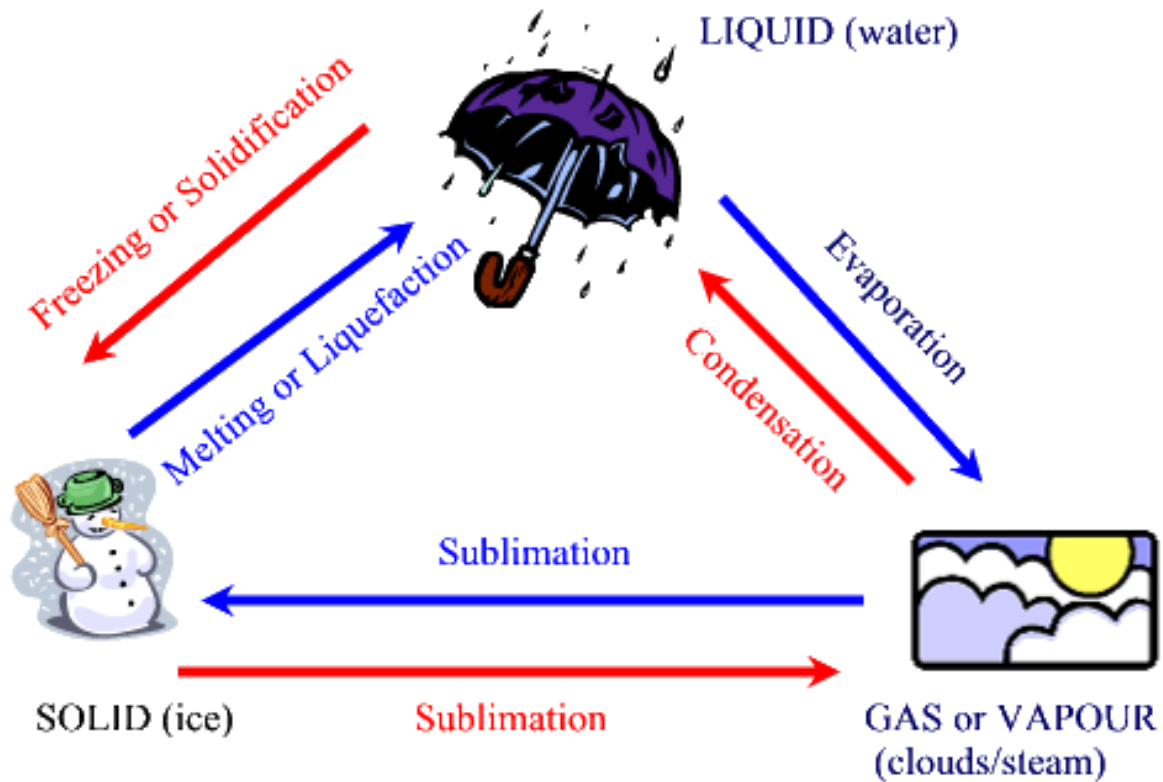 LIQUID (water)
Freezing or Solidification
Melting or Liquefaction
Evaporation
Condensation
Sublimation
Sublimation
SOLID (ice)
GAS or VAPOUR
(clouds/steam)